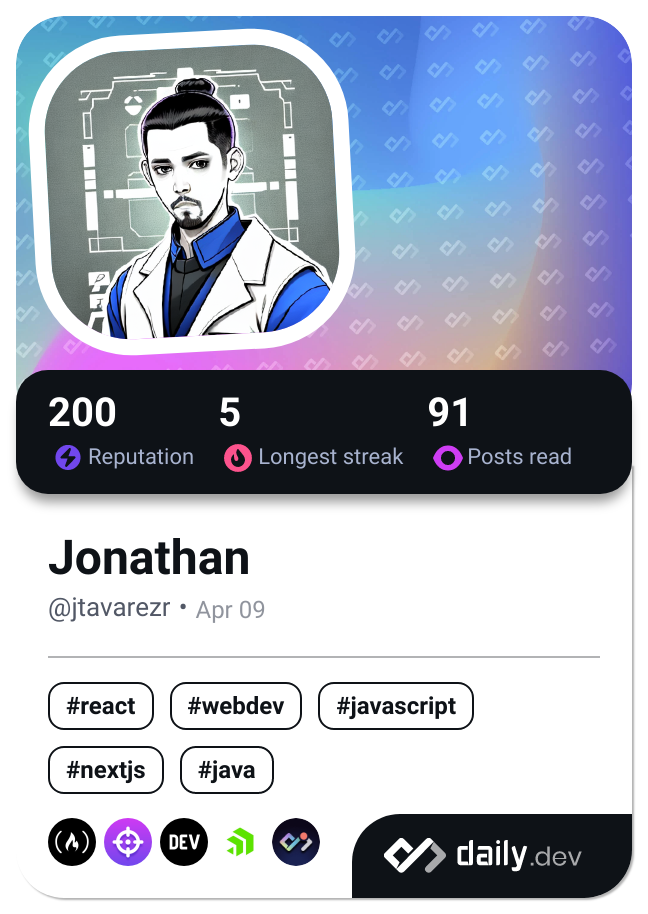 200 5 91
Reputation Longest streak Posts read
Jonathan
@jtavarezr • Apr 09
#react #webdev #javascript
#nextjs #java
DEV
daily.dev